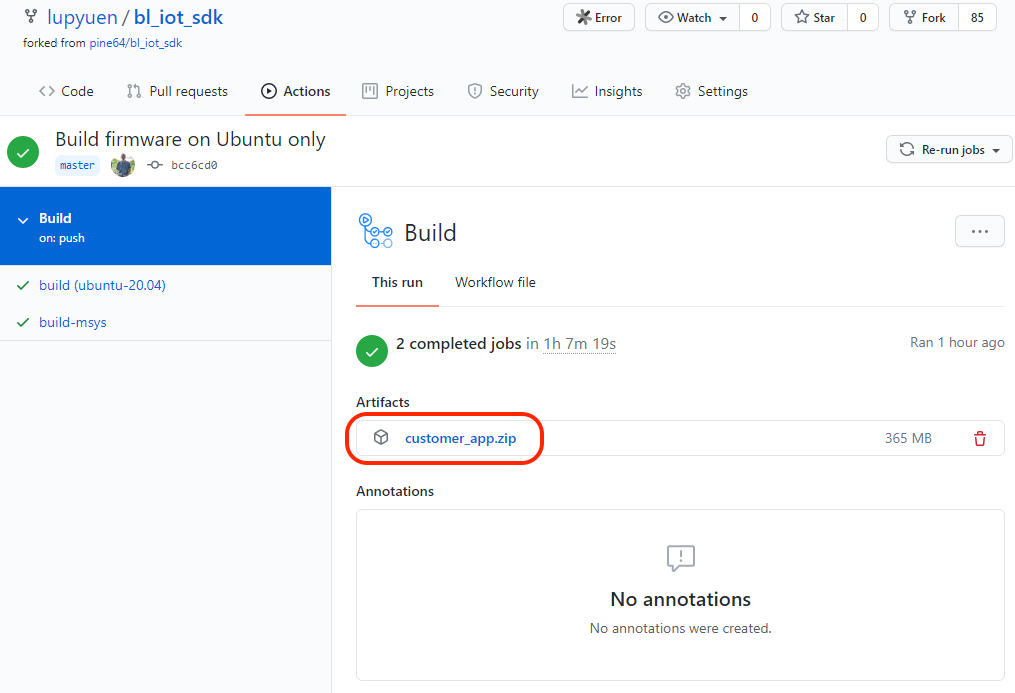 lupyuen / bl_iot_sdk
Error
Watch
0
Star
0
Fork
85
forked from pine64/bl_iot_sdk
Code
Pull requests
Actions
Projects
Security
Insights
Settings
Build firmware on Ubuntu only
master
bcc6cd0
Re-run jobs
Build
on: push
build (ubuntu-20.04)
build-msys
Build
...
This run
Workflow file
2 completed jobs in 1h 7m 19s
Ran 1 hour ago
Artifacts
customer_app.zip
365 MB
Annotations
No annotations
No annotations were created.